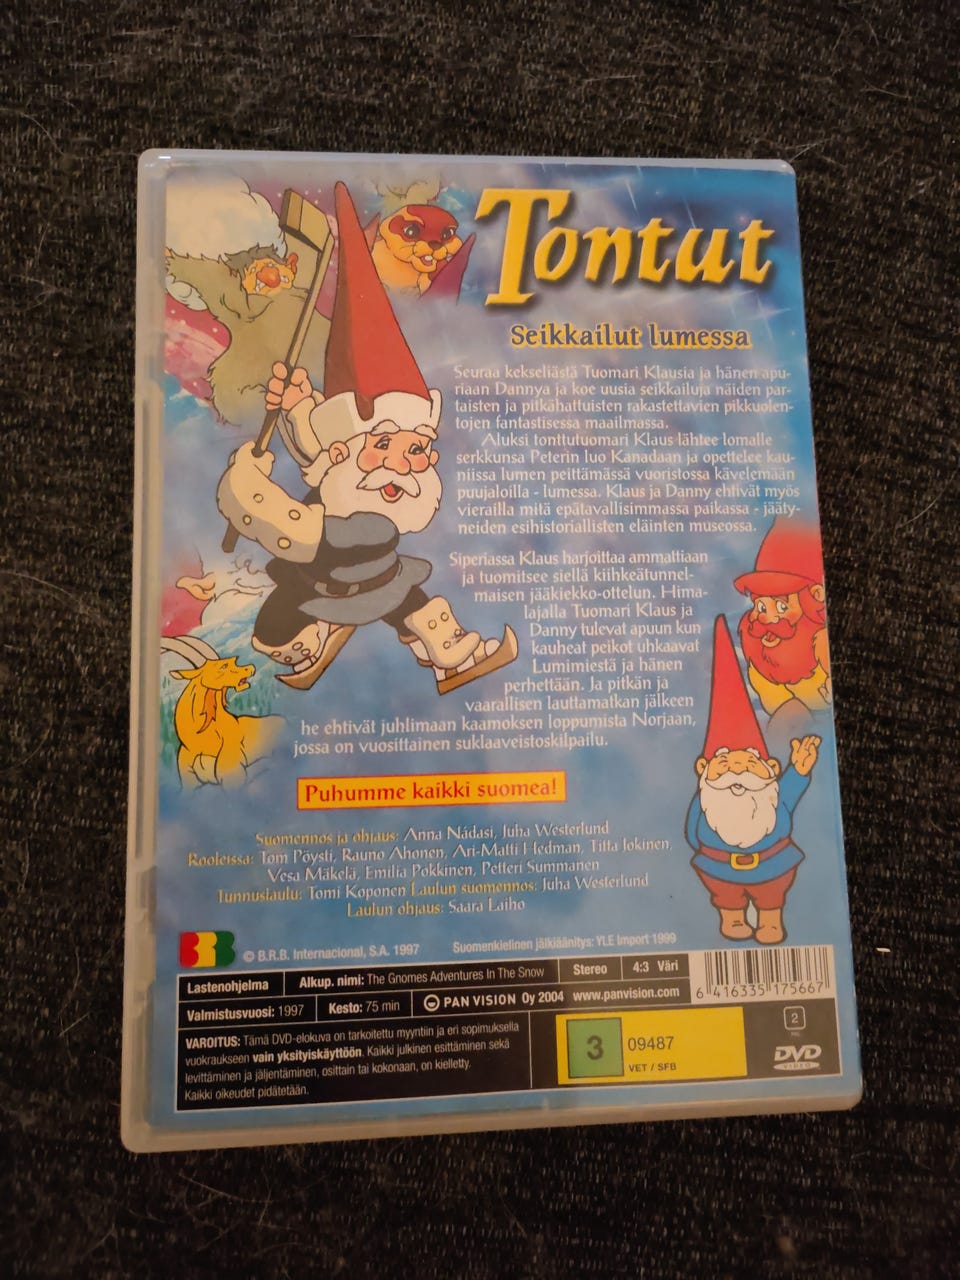 Tontut
Seikkailut lumessa
Seuraa kekseliästä Tuomari Klausia ja hänen apu-
riaan Dannya ja koe uusia seikkailuja näiden par-
taisten ja pitkähattuisten rakastettavien pikkuolen-
tojen fantastisessa maailmassa.
Aluksi tonttutuomari Klaus lähtee lomalle
serkkunsa Peterin luo Kanadaan ja opettelee kau-
niissa lumen peittämässä vuoristossa kävelemään
puujaloilla - lumessa. Klaus ja Danny ehtivät myös
vierailla mitä epätavallisimmassa paikassa - jääty-
neiden esihistoriallisten eläinten museossa.
Siperiassa Klaus harjoittaa ammattiaan
ja tuomitsee siellä kiihkeätunnel-
maisen jääkiekko-ottelun. Hima-
lajalla Tuomari Klaus ja
Danny tulevat apuun kun
kauheat peikot uhkaavat
Lumimiestä ja hänen
perhettään. Ja pitkän ja
vaarallisen lauttamatkan jälkeen
he ehtivät juhlimaan kaamoksen loppumista Norjaan,
jossa on vuosittainen suklaaveistoskilpailu.
Puhumme kaikki suomea!
Suomennos ja ohjaus: Anna Nádasi, Juha Westerlund
Rooleissa: Tom Pöysti, Rauno Ahonen, Ari-Matti Hedman, Titta Jokinen,
Vesa Mäkelä, Emilia Pokkinen, Petteri Summanen
Tunnuslaulu: Tomi Koponen Laulun suomennos: Juha Westerlund
Laulun ohjaus: Saara Laiho
BRB © B.R.B. Internacional, S.A. 1997 Suomenkielinen jälkiäänitys: YLE Import 1999
Lastenohjelma Alkup. nimi: The Gnomes Adventures In The Snow Stereo 4:3 Väri
Valmistusvuosi: 1997 Kesto: 75 min PAN VISION Oy 2004 www.panvision.com
6 416335 175667
VAROITUS: Tämä DVD-elokuva on tarkoitettu myyntiin ja eri sopimuksella
vuokraukseen vain yksityiskäyttöön. Kaikki julkinen esittäminen sekä
levittäminen ja jäljentäminen, osittain tai kokonaan, on kielletty.
Kaikki oikeudet pidätetään.
3 09487
VET / SFB
2
PAL
DVD
VIDEO